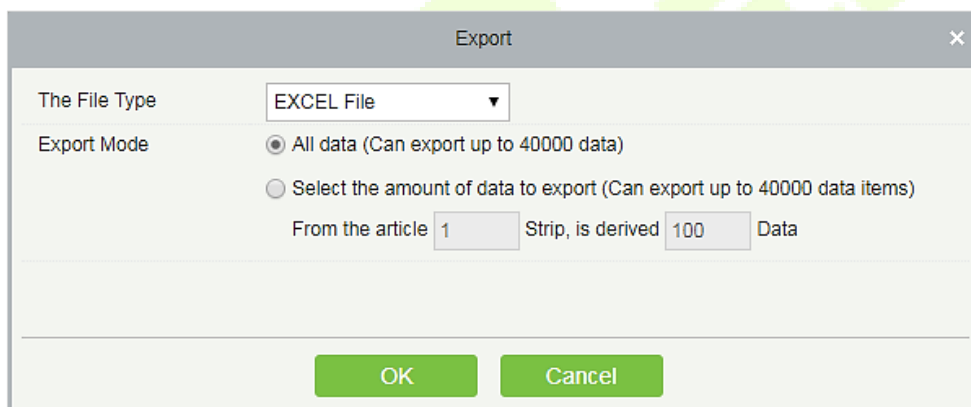 Export ×
The File Type EXCEL File ▼
Export Mode All data (Can export up to 40000 data)
Select the amount of data to export (Can export up to 40000 data items)
From the article 1 Strip, is derived 100 Data
OK Cancel